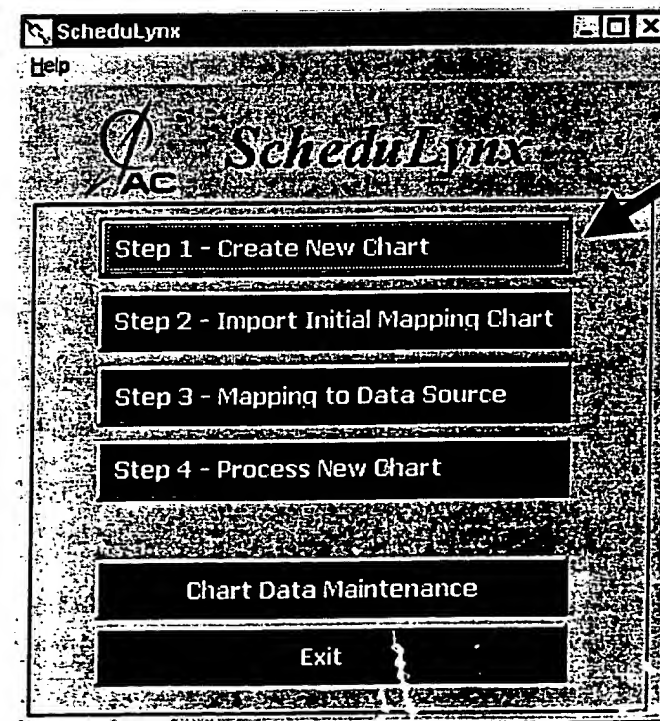 ScheduLynx
Help
AC
ScheduLynx
Step 1 - Create New Chart
Step 2 - Import Initial Mapping Chart
Step 3 - Mapping to Data Source
Step 4 - Process New Chart
Chart Data Maintenance
Exit